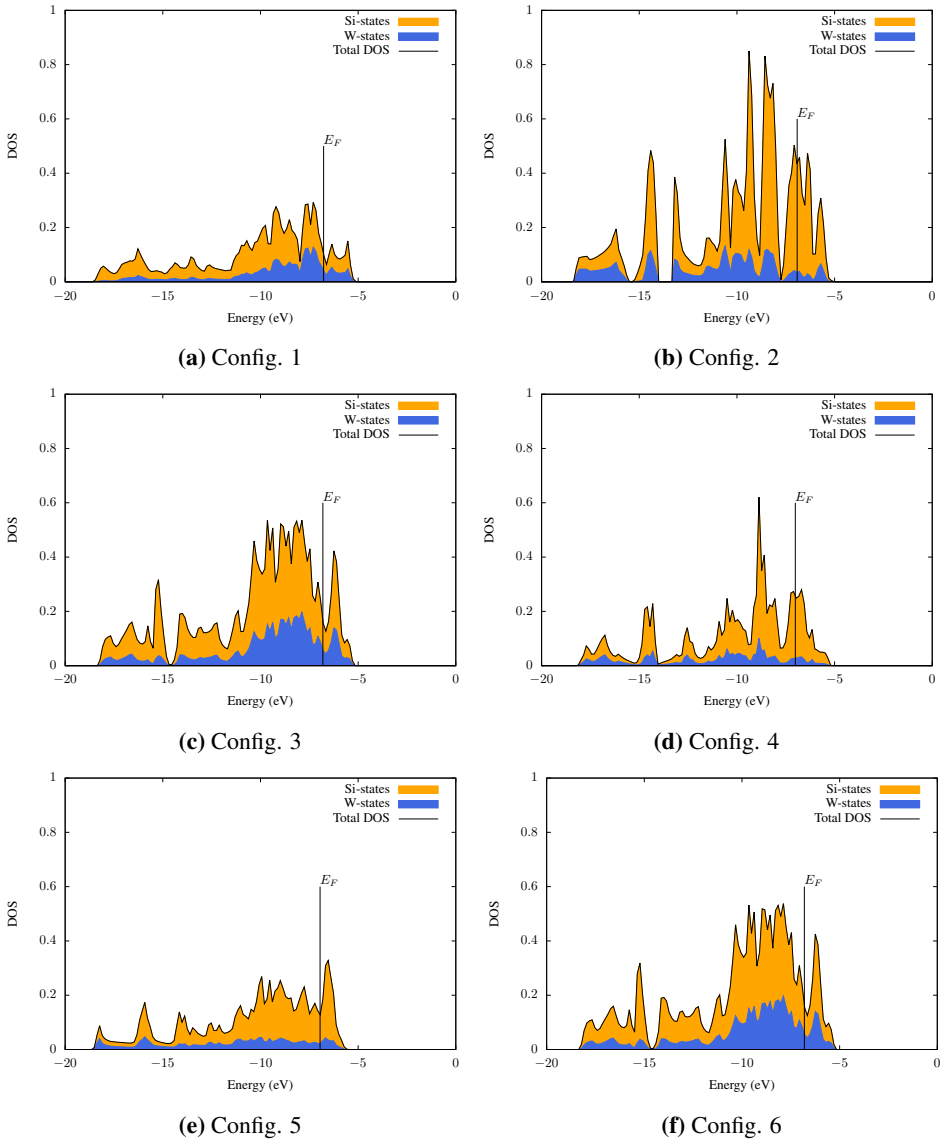 1
0.8
0.6
0.4
0.2
0
DOS
−20
−15
−10
−5
0
Energy (eV)
Si-states
W-states
Total DOS
E_F
(a) Config. 1
1
0.8
0.6
0.4
0.2
0
DOS
−20
−15
−10
−5
0
Energy (eV)
Si-states
W-states
Total DOS
E_F
(b) Config. 2
1
0.8
0.6
0.4
0.2
0
DOS
−20
−15
−10
−5
0
Energy (eV)
Si-states
W-states
Total DOS
E_F
(c) Config. 3
1
0.8
0.6
0.4
0.2
0
DOS
−20
−15
−10
−5
0
Energy (eV)
Si-states
W-states
Total DOS
E_F
(d) Config. 4
1
0.8
0.6
0.4
0.2
0
DOS
−20
−15
−10
−5
0
Energy (eV)
Si-states
W-states
Total DOS
E_F
(e) Config. 5
1
0.8
0.6
0.4
0.2
0
DOS
−20
−15
−10
−5
0
Energy (eV)
Si-states
W-states
Total DOS
E_F
(f) Config. 6